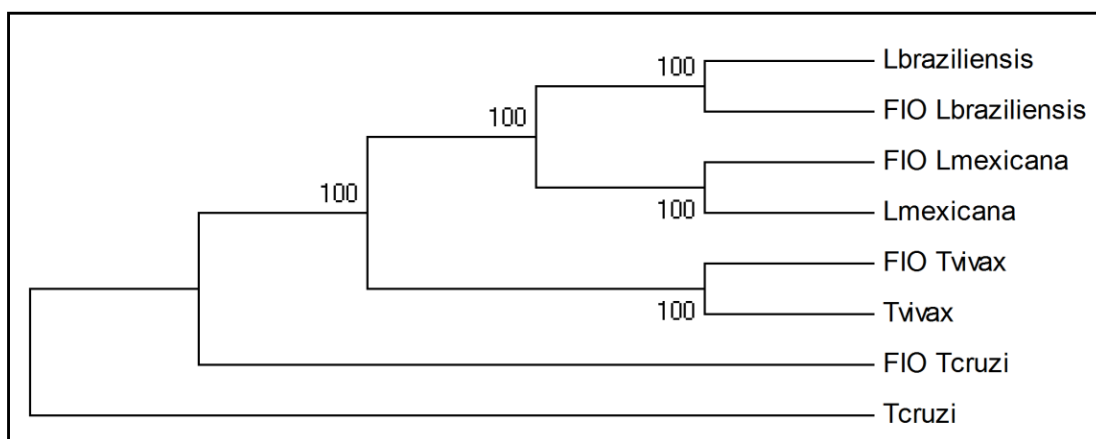 100
Lbraziliensis
FIO Lbraziliensis
100
FIO Lmexicana
100
Lmexicana
100
FIO Tvivax
100
Tvivax
FIO Tcruzi
Tcruzi